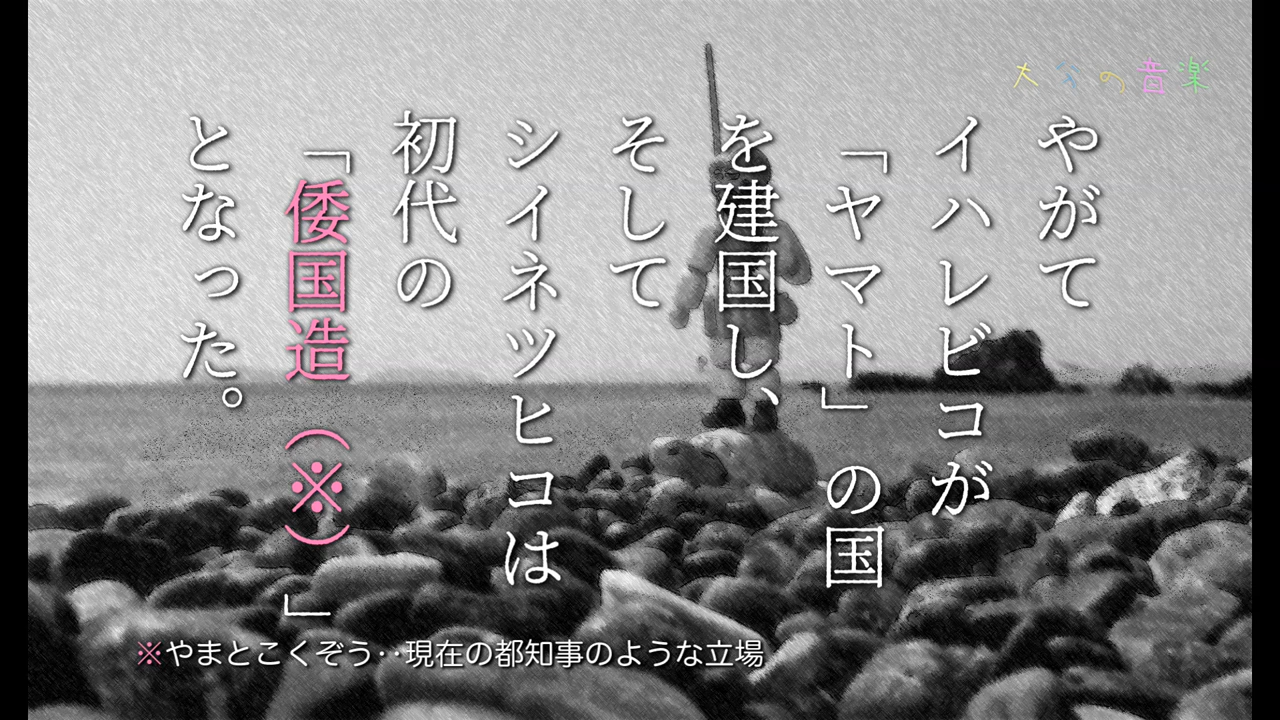 大父の音楽
やがて
イハレビコが
「ヤマト」の国
を建国し、
そして
シイネツヒコは
初代の
「倭国造（※）」
となった。
※やまとこくぞう‥現在の都知事のような立場